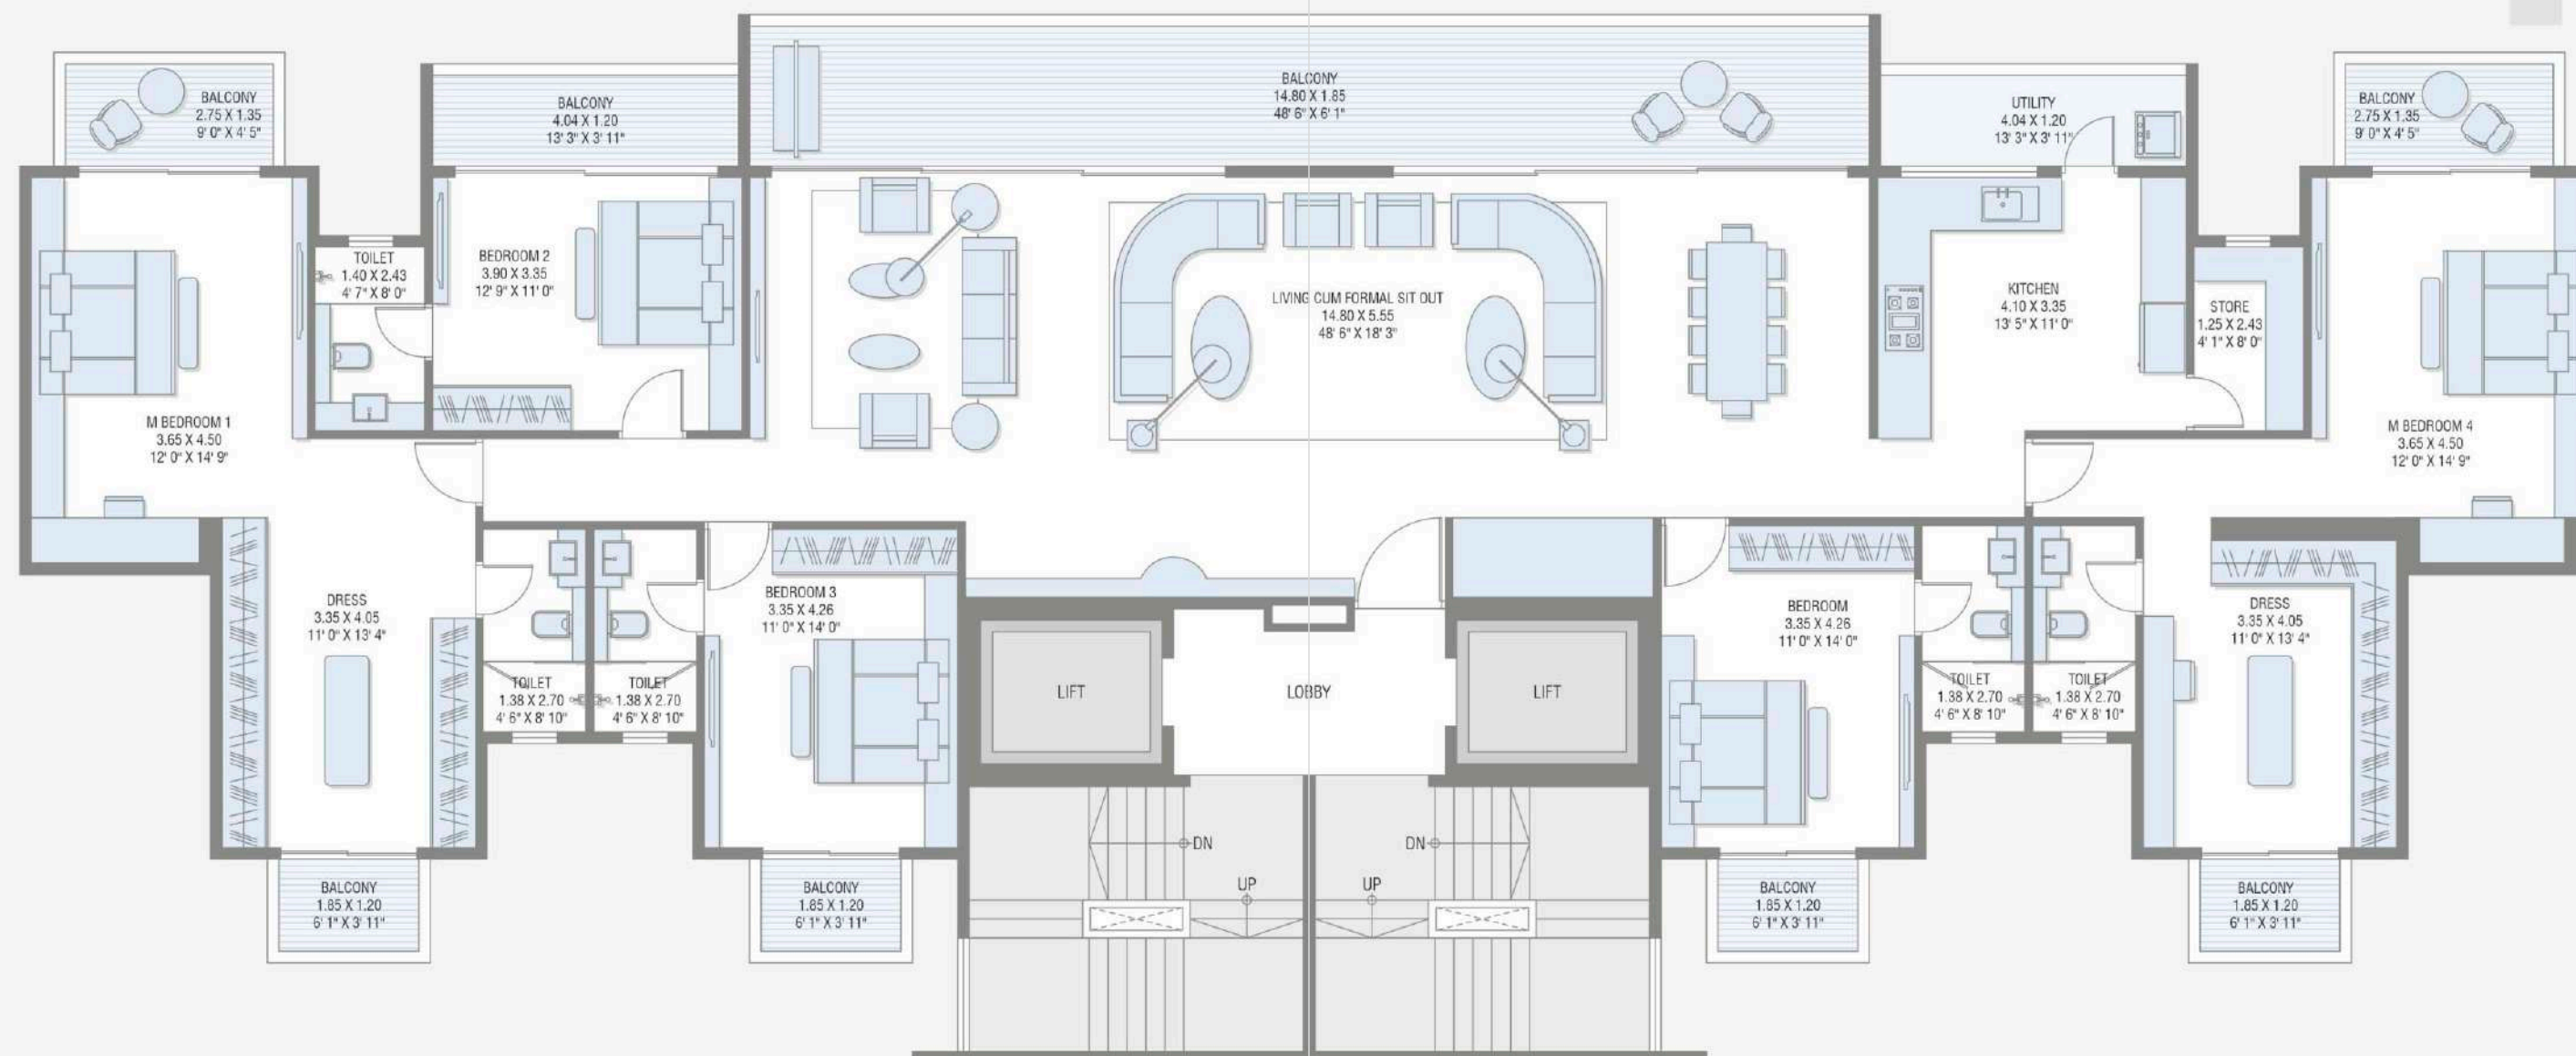 BALCONY
2.75 X 1.35
9' 0" X 4' 5"
BALCONY
4.04 X 1.20
13' 3" X 3' 11"
BALCONY
14.80 X 1.85
48' 6" X 6' 1"
UTILITY
4.04 X 1.20
13' 3" X 3' 11"
BALCONY
2.75 X 1.35
9' 0" X 4' 5"
TOILET
1.40 X 2.43
4' 7" X 8' 0"
BEDROOM 2
3.90 X 3.35
12' 9" X 11' 0"
LIVING CUM FORMAL SIT OUT
14.80 X 5.55
48' 6" X 18' 3"
KITCHEN
4.10 X 3.35
13' 5" X 11' 0"
STORE
1.25 X 2.43
4' 1" X 8' 0"
M BEDROOM 1
3.65 X 4.50
12' 0" X 14' 9"
M BEDROOM 4
3.65 X 4.50
12' 0" X 14' 9"
DRESS
3.35 X 4.05
11' 0" X 13' 4"
BEDROOM 3
3.35 X 4.26
11' 0" X 14' 0"
BEDROOM
3.35 X 4.26
11' 0" X 14' 0"
DRESS
3.35 X 4.05
11' 0" X 13' 4"
TOILET
1.38 X 2.70
4' 6" X 8' 10"
TOILET
1.38 X 2.70
4' 6" X 8' 10"
LIFT
LOBBY
LIFT
TOILET
1.38 X 2.70
4' 6" X 8' 10"
TOILET
1.38 X 2.70
4' 6" X 8' 10"
DN
DN
UP
UP
BALCONY
1.85 X 1.20
6' 1" X 3' 11"
BALCONY
1.85 X 1.20
6' 1" X 3' 11"
BALCONY
1.85 X 1.20
6' 1" X 3' 11"
BALCONY
1.85 X 1.20
6' 1" X 3' 11"